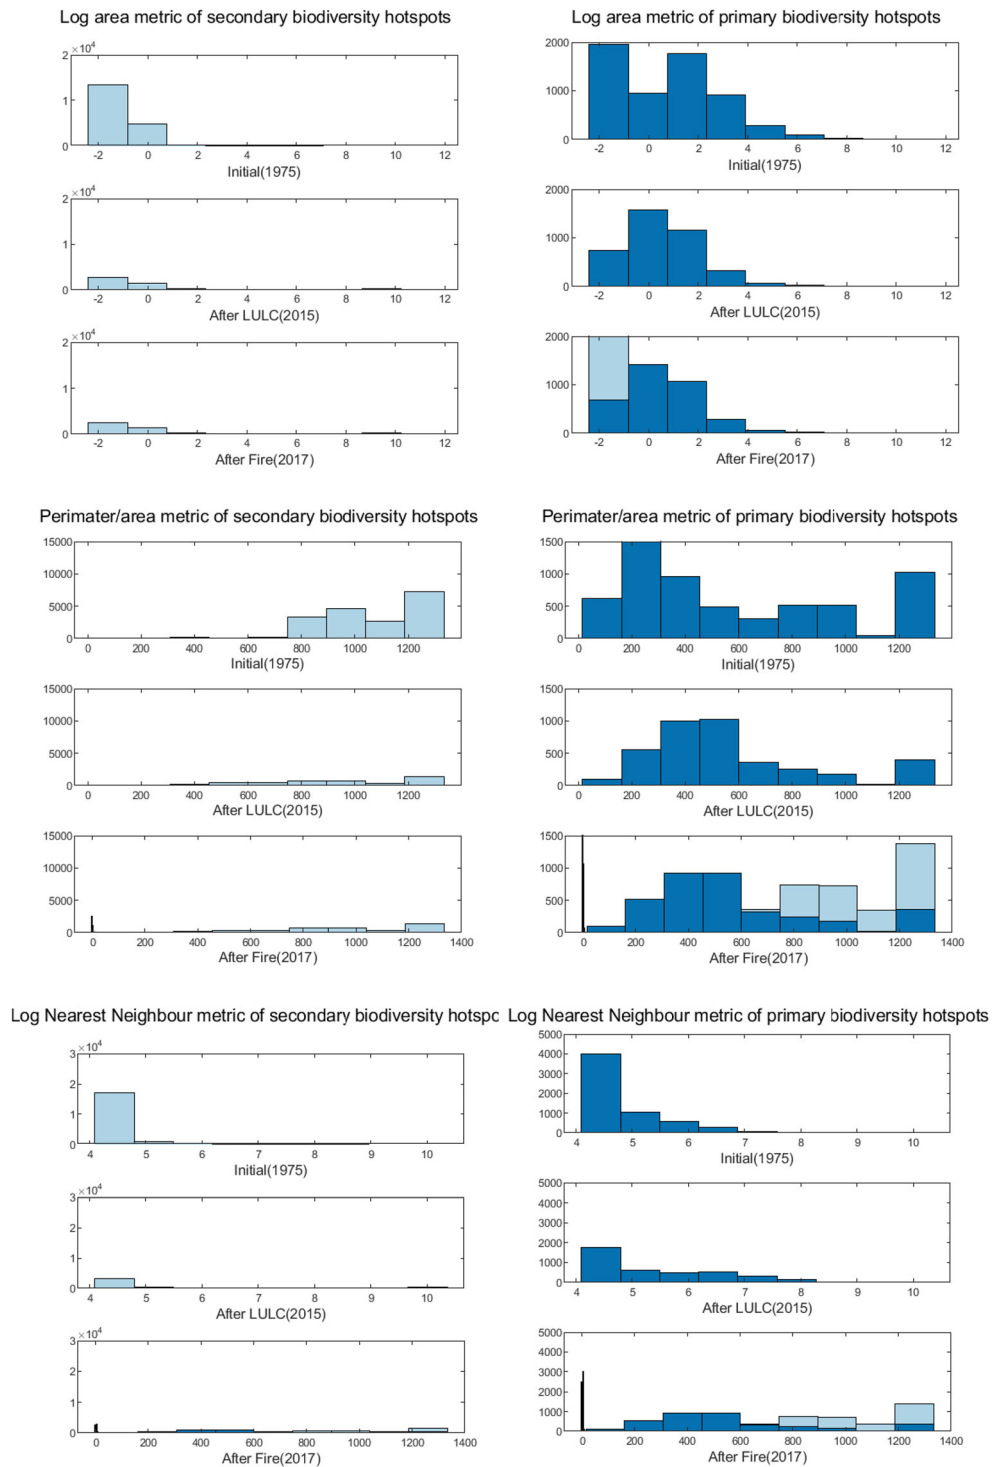 Log area metric of secondary biodiversity hotspots
×10^4
2
1
0
-2 0 2 4 6 8 10 12
Initial(1975)
×10^4
2
1
0
-2 0 2 4 6 8 10 12
After LULC(2015)
×10^4
2
1
0
-2 0 2 4 6 8 10 12
After Fire(2017)
Log area metric of primary biodiversity hotspots
2000
1000
0
-2 0 2 4 6 8 10 12
Initial(1975)
2000
1000
0
-2 0 2 4 6 8 10 12
After LULC(2015)
2000
1000
0
-2 0 2 4 6 8 10 12
After Fire(2017)
Perimater/area metric of secondary biodiversity hotspots
15000
10000
5000
0
0 200 400 600 800 1000 1200
Initial(1975)
15000
10000
5000
0
0 200 400 600 800 1000 1200
After LULC(2015)
15000
10000
5000
0
0 200 400 600 800 1000 1200 1400
After Fire(2017)
Perimater/area metric of primary biodiversity hotspots
1500
1000
500
0
0 200 400 600 800 1000 1200
Initial(1975)
1500
1000
500
0
0 200 400 600 800 1000 1200
After LULC(2015)
1500
1000
500
0
0 200 400 600 800 1000 1200 1400
After Fire(2017)
Log Nearest Neighbour metric of secondary biodiversity hotspo
×10^4
3
2
1
0
4 5 6 7 8 9 10
Initial(1975)
×10^4
3
2
1
0
4 5 6 7 8 9 10
After LULC(2015)
×10^4
3
2
1
0
0 200 400 600 800 1000 1200 1400
After Fire(2017)
Log Nearest Neighbour metric of primary biodiversity hotspots
5000
4000
3000
2000
1000
0
4 5 6 7 8 9 10
Initial(1975)
5000
4000
3000
2000
1000
0
4 5 6 7 8 9 10
After LULC(2015)
5000
4000
3000
2000
1000
0
0 200 400 600 800 1000 1200 1400
After Fire(2017)